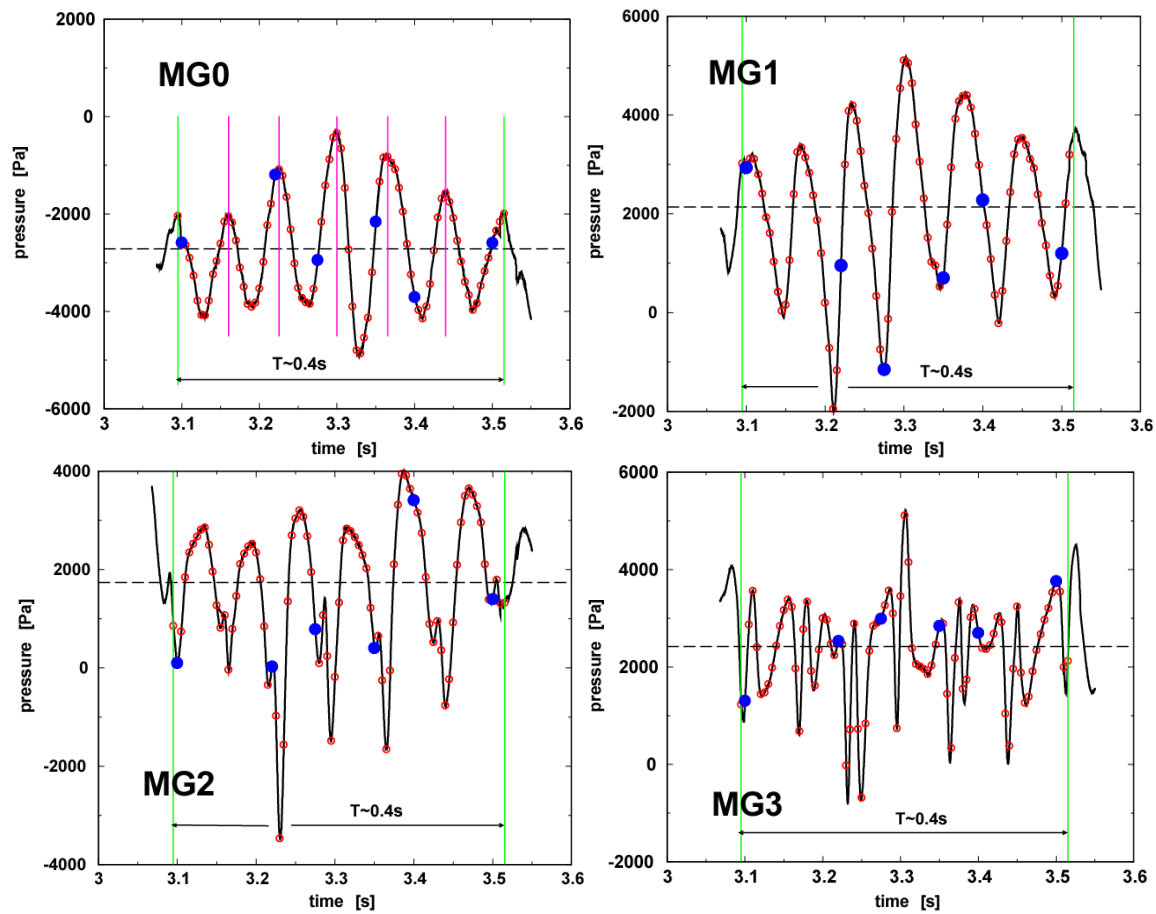 2000
0
-2000
-4000
-6000
pressure [Pa]
MG0
T~0.4s
3 3.1 3.2 3.3 3.4 3.5 3.6
time [s]
6000
4000
2000
0
-2000
pressure [Pa]
MG1
T~0.4s
3 3.1 3.2 3.3 3.4 3.5 3.6
time [s]
4000
2000
0
-2000
-4000
pressure [Pa]
MG2
T~0.4s
3 3.1 3.2 3.3 3.4 3.5 3.6
time [s]
6000
4000
2000
0
-2000
pressure [Pa]
MG3
T~0.4s
3 3.1 3.2 3.3 3.4 3.5 3.6
time [s]